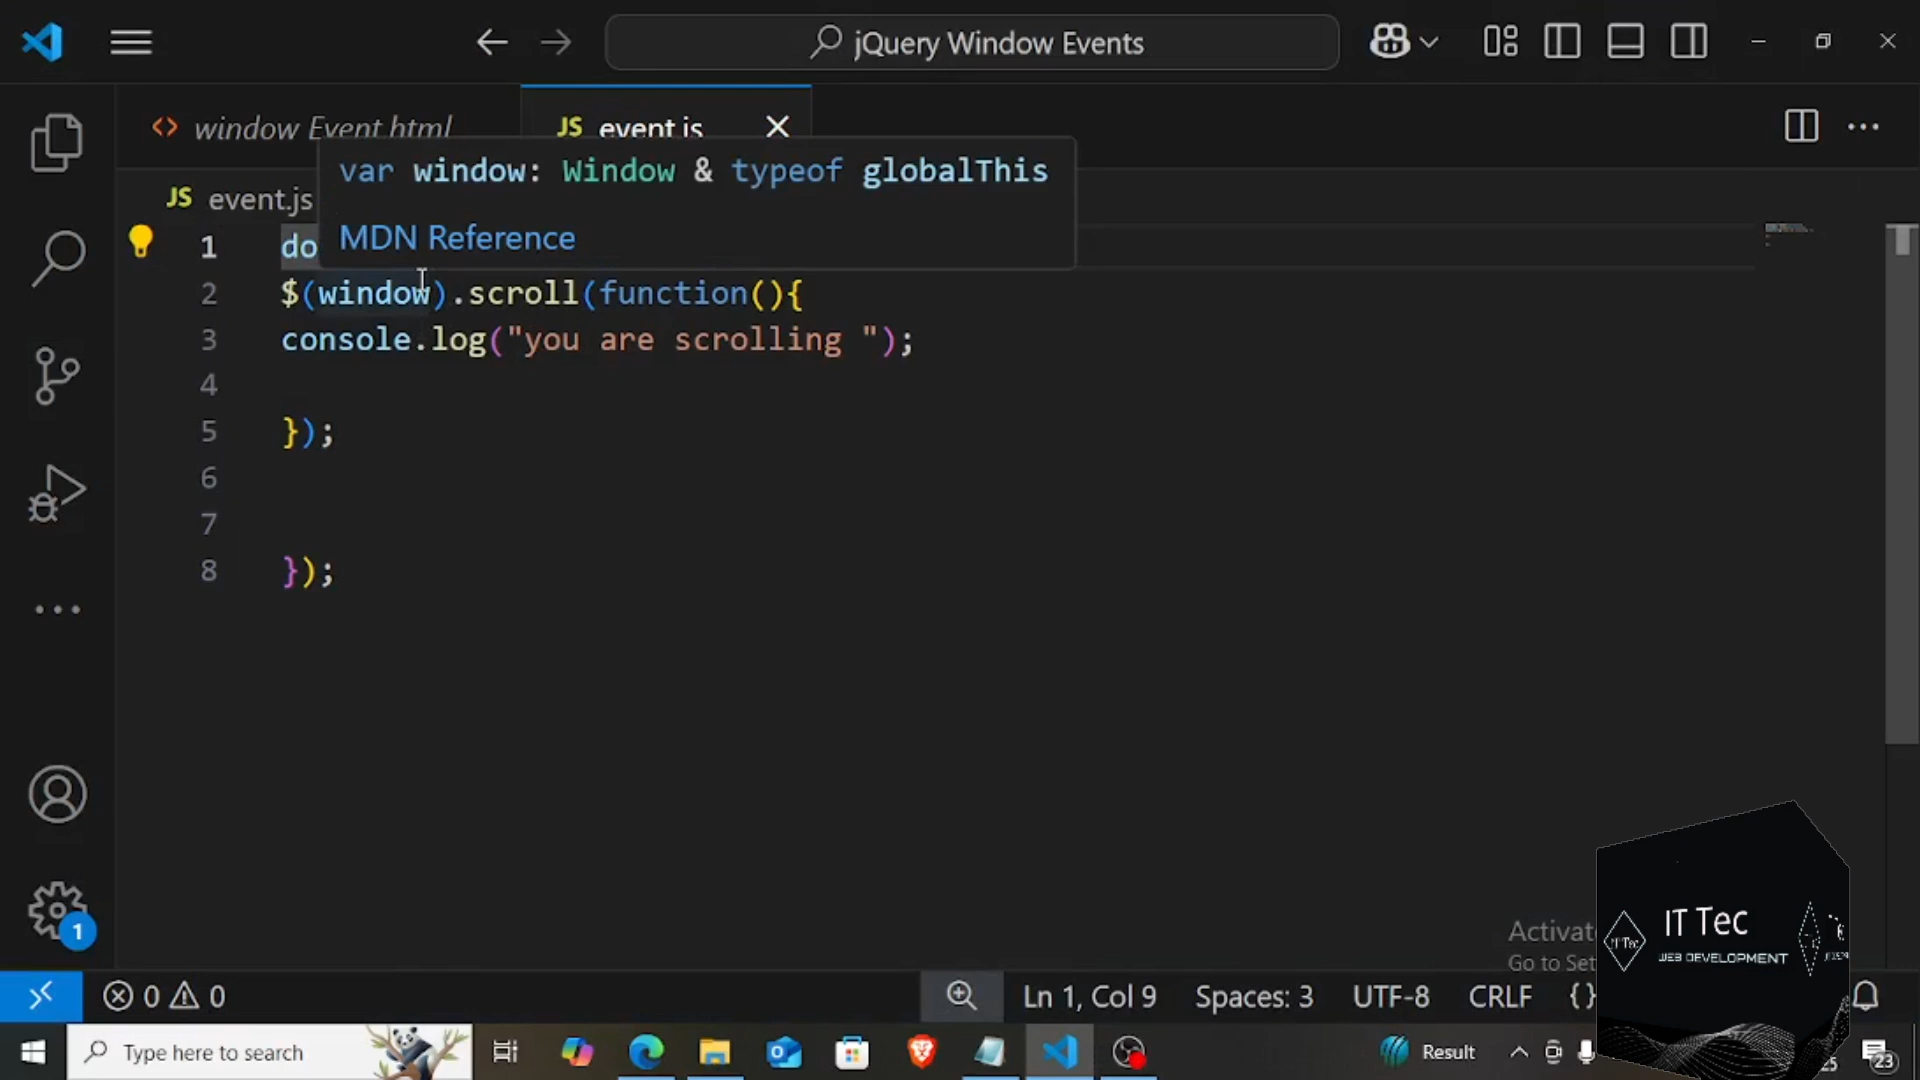 jQuery Window Events
<> window Event.html
JS event.js
var window: Window & typeof globalThis
JS event.js
MDN Reference
1 do
2 $(window).scroll(function(){
3 console.log("you are scrolling ");
4
5 });
6
7
8 });
1
Activat
Go to Set
IT Tec
WEB DEVELOPMENT
0 0
Ln 1, Col 9
Spaces: 3
UTF-8
CRLF
{}
Type here to search
Result
23